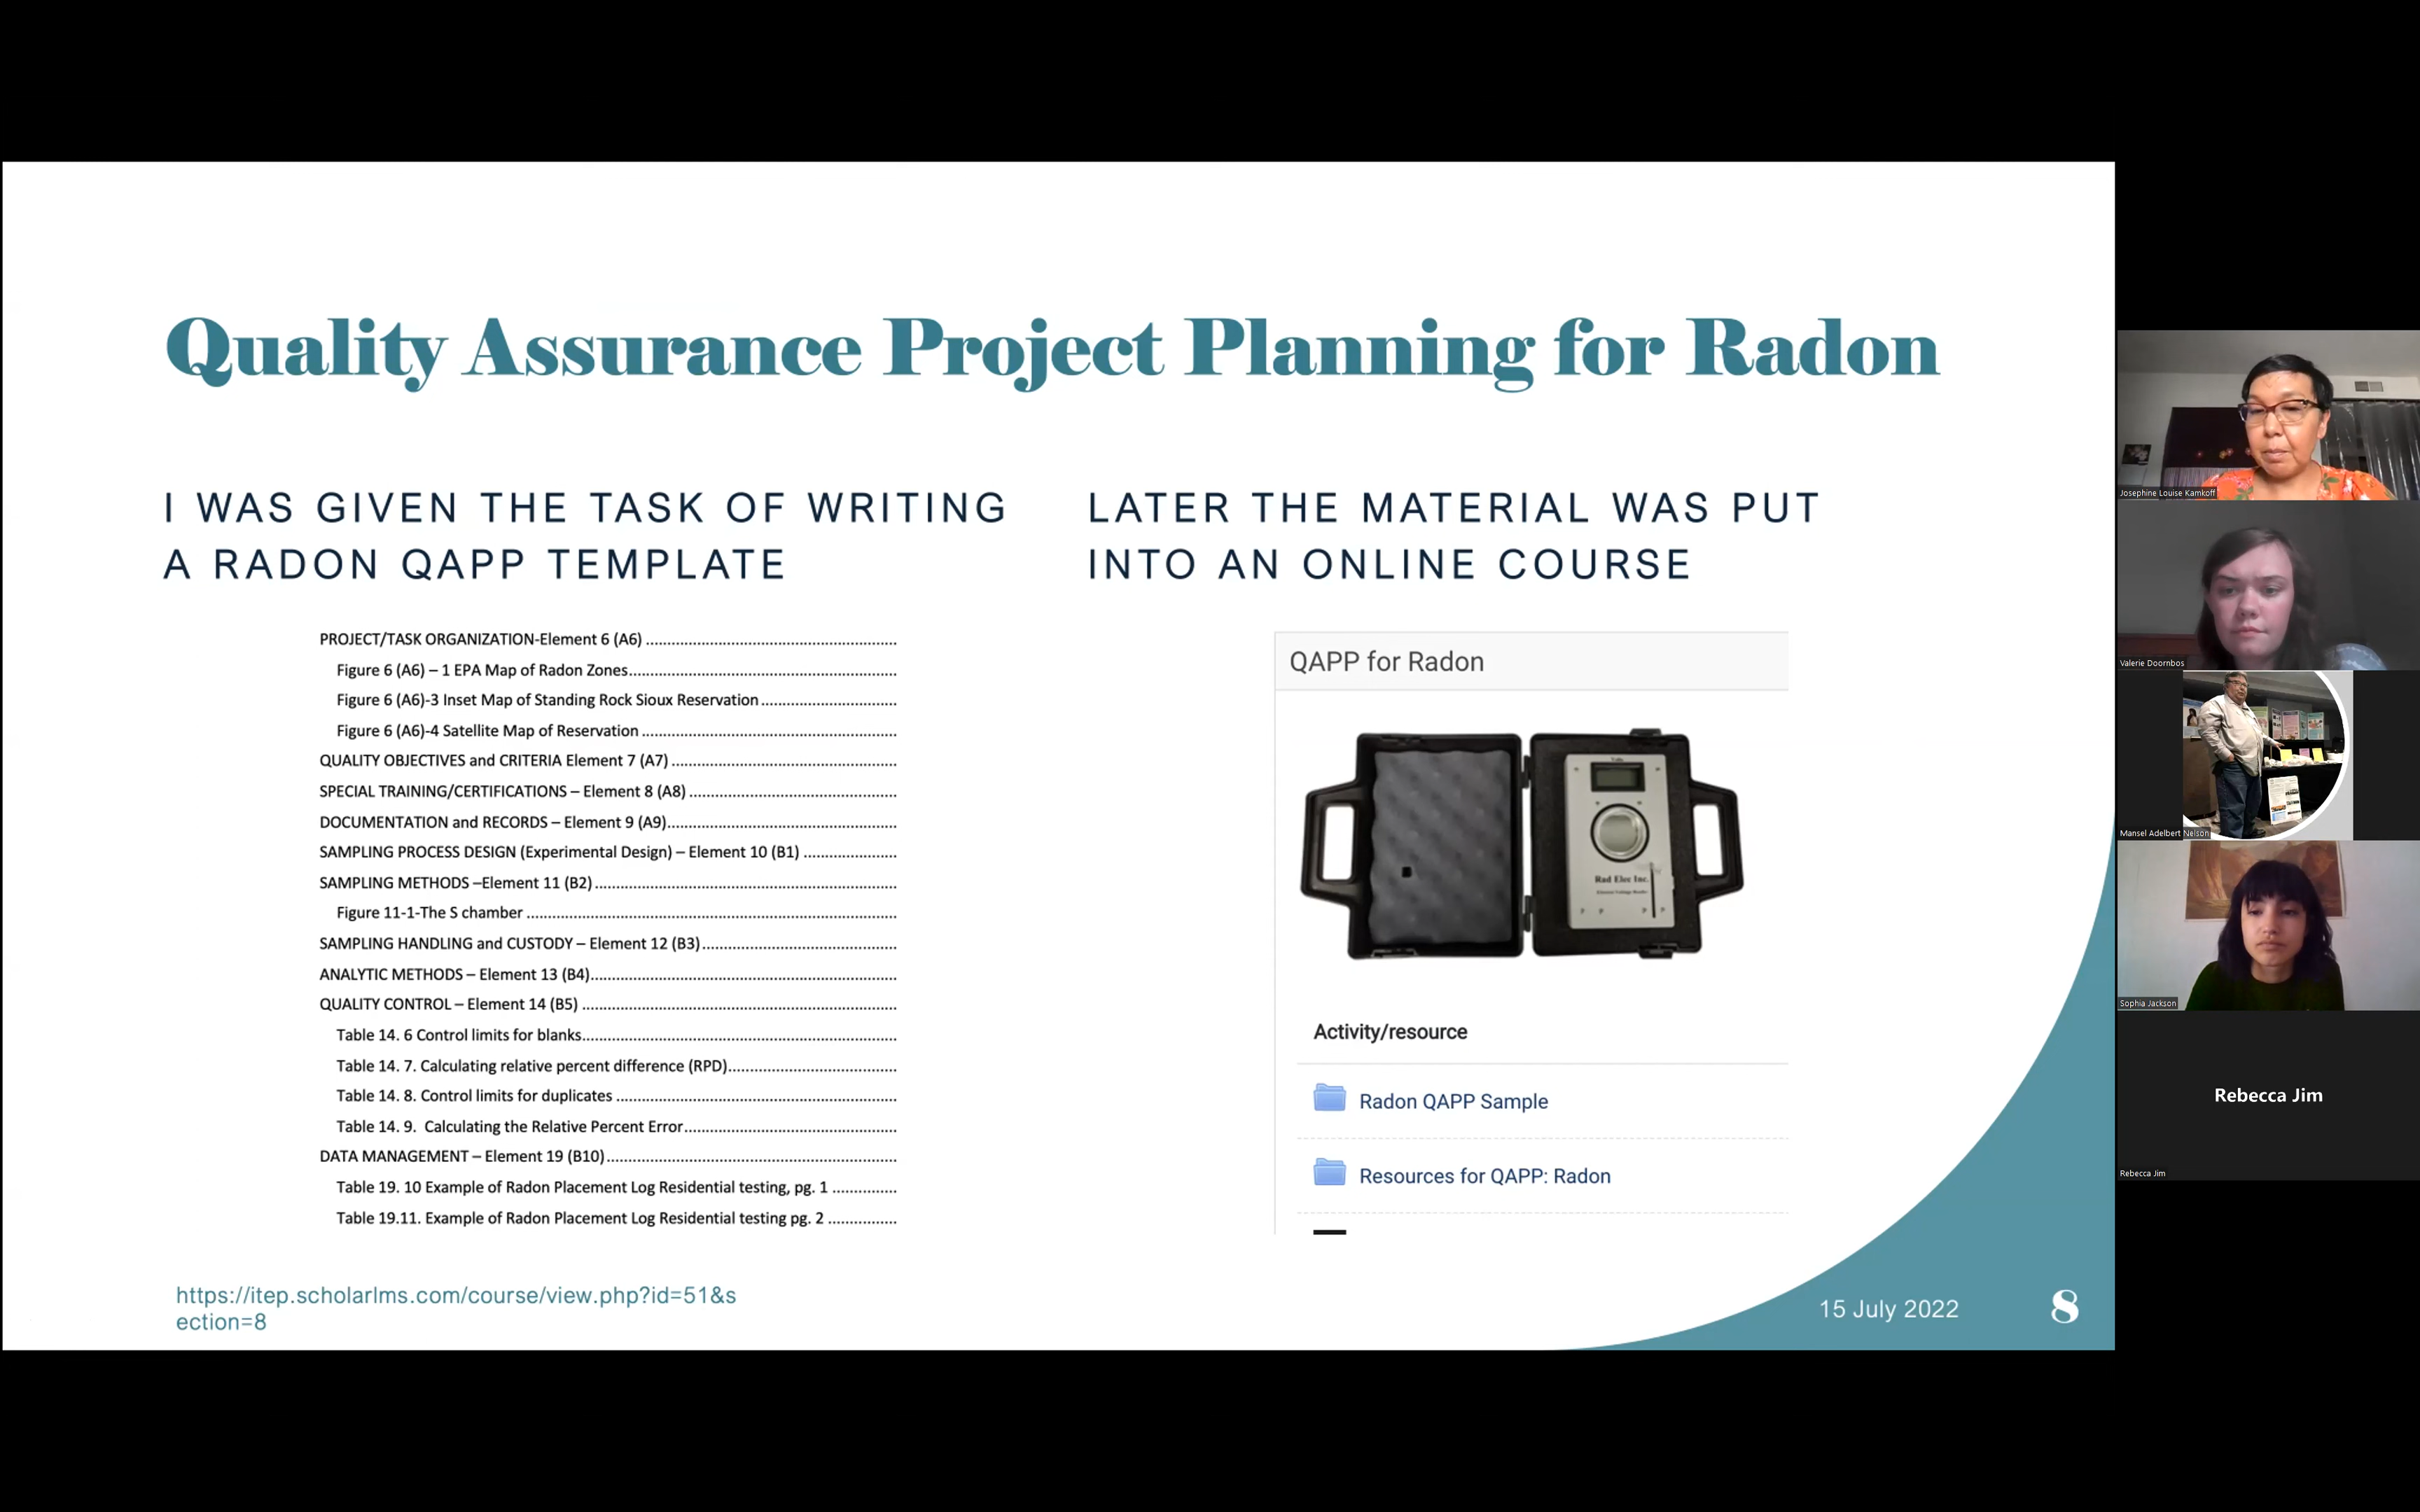 Quality Assurance Project Planning for Radon
I WAS GIVEN THE TASK OF WRITING
A RADON QAPP TEMPLATE
PROJECT/TASK ORGANIZATION-Element 6 (A6)
Figure 6 (A6) – 1 EPA Map of Radon Zones
Figure 6 (A6)-3 Inset Map of Standing Rock Sioux Reservation
Figure 6 (A6)-4 Satellite Map of Reservation
QUALITY OBJECTIVES and CRITERIA Element 7 (A7)
SPECIAL TRAINING/CERTIFICATIONS – Element 8 (A8)
DOCUMENTATION and RECORDS – Element 9 (A9)
SAMPLING PROCESS DESIGN (Experimental Design) – Element 10 (B1)
SAMPLING METHODS –Element 11 (B2)
Figure 11-1-The S chamber
SAMPLING HANDLING and CUSTODY – Element 12 (B3)
ANALYTIC METHODS – Element 13 (B4)
QUALITY CONTROL – Element 14 (B5)
Table 14. 6 Control limits for blanks
Table 14. 7. Calculating relative percent difference (RPD)
Table 14. 8. Control limits for duplicates
Table 14. 9. Calculating the Relative Percent Error
DATA MANAGEMENT – Element 19 (B10)
Table 19. 10 Example of Radon Placement Log Residential testing, pg. 1
Table 19.11. Example of Radon Placement Log Residential testing pg. 2
https://itep.scholarlms.com/course/view.php?id=51&s
ection=8
LATER THE MATERIAL WAS PUT
INTO AN ONLINE COURSE
QAPP for Radon
Rad Elec Inc.
Activity/resource
Radon QAPP Sample
Resources for QAPP: Radon
15 July 2022
8
Josephine Louise Kamkoff
Valerie Doornbos
Mansel Adelbert Nelson
Sophia Jackson
Rebecca Jim
Rebecca Jim